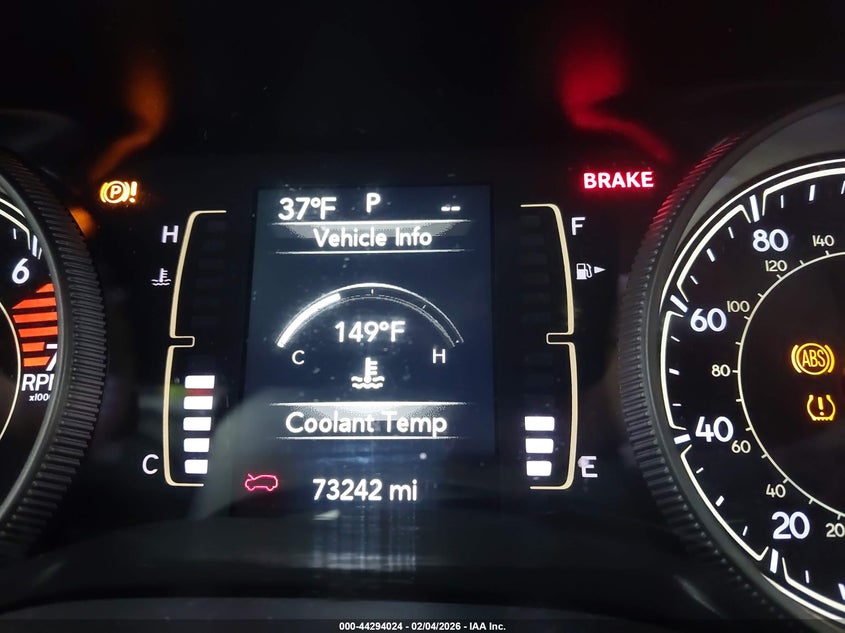 37°F P --
Vehicle Info
149°F
C H
Coolant Temp
73242 mi
H
C
F
E
P !
BRAKE
6
7
RPM
x1000
80
60
40
20
140
120
100
80
60
40
20
ABS
!
000-44294024 - 02/04/2026 - IAA Inc.